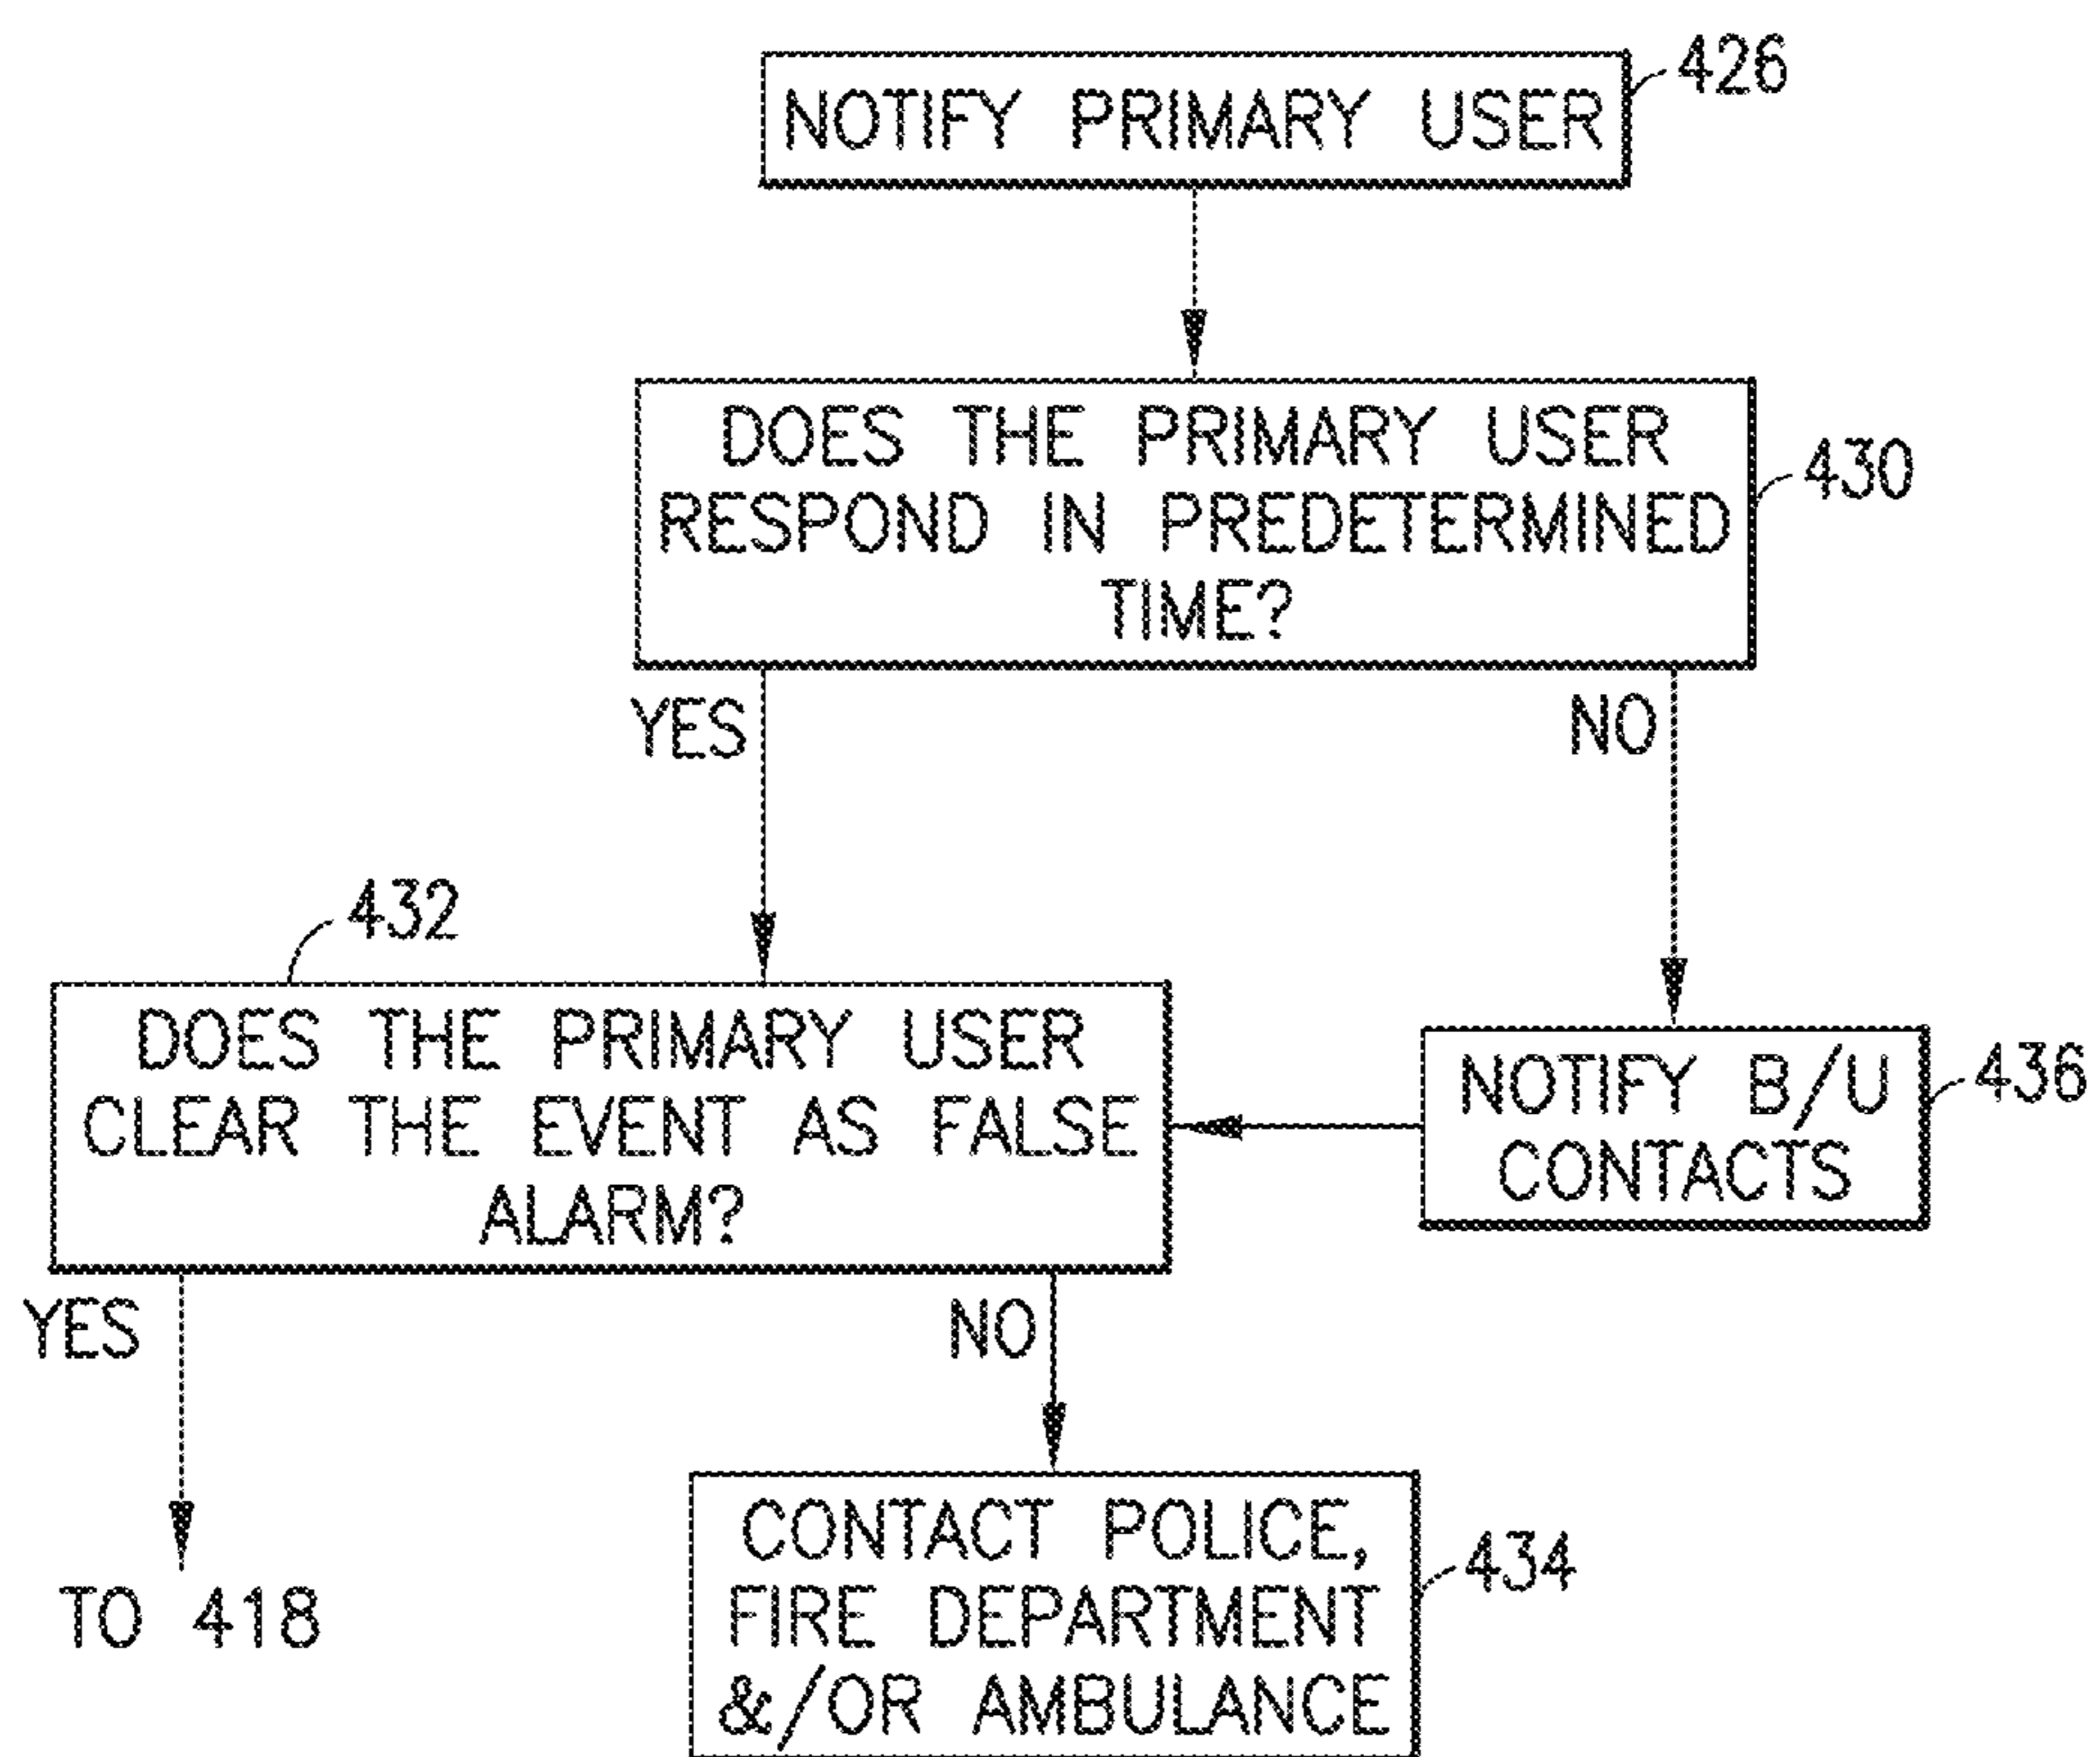 NOTIFY PRIMARY USER
426
DOES THE PRIMARY USER
RESPOND IN PREDETERMINED
TIME?
430
YES
NO
432
DOES THE PRIMARY USER
CLEAR THE EVENT AS FALSE
ALARM?
NOTIFY B/U
CONTACTS
436
YES
NO
TO 418
CONTACT POLICE,
FIRE DEPARTMENT
&/OR AMBULANCE
434